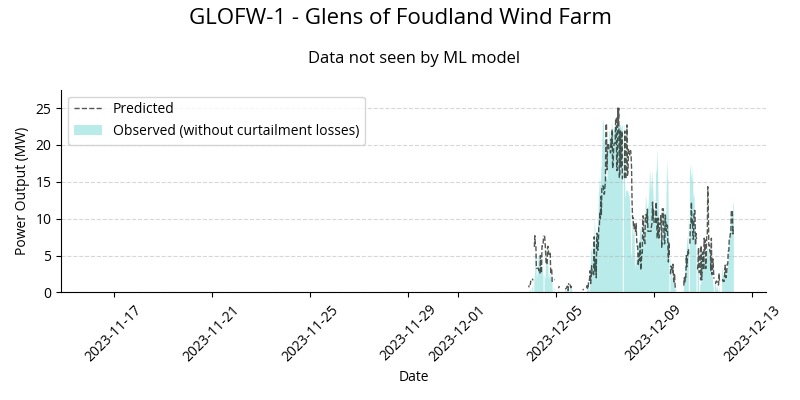 GLOFW-1 - Glens of Foudland Wind Farm
Data not seen by ML model
Predicted
Observed (without curtailment losses)
Power Output (MW)
25
20
15
10
5
0
2023-11-17
2023-11-21
2023-11-25
2023-11-29
2023-12-01
2023-12-05
2023-12-09
2023-12-13
Date